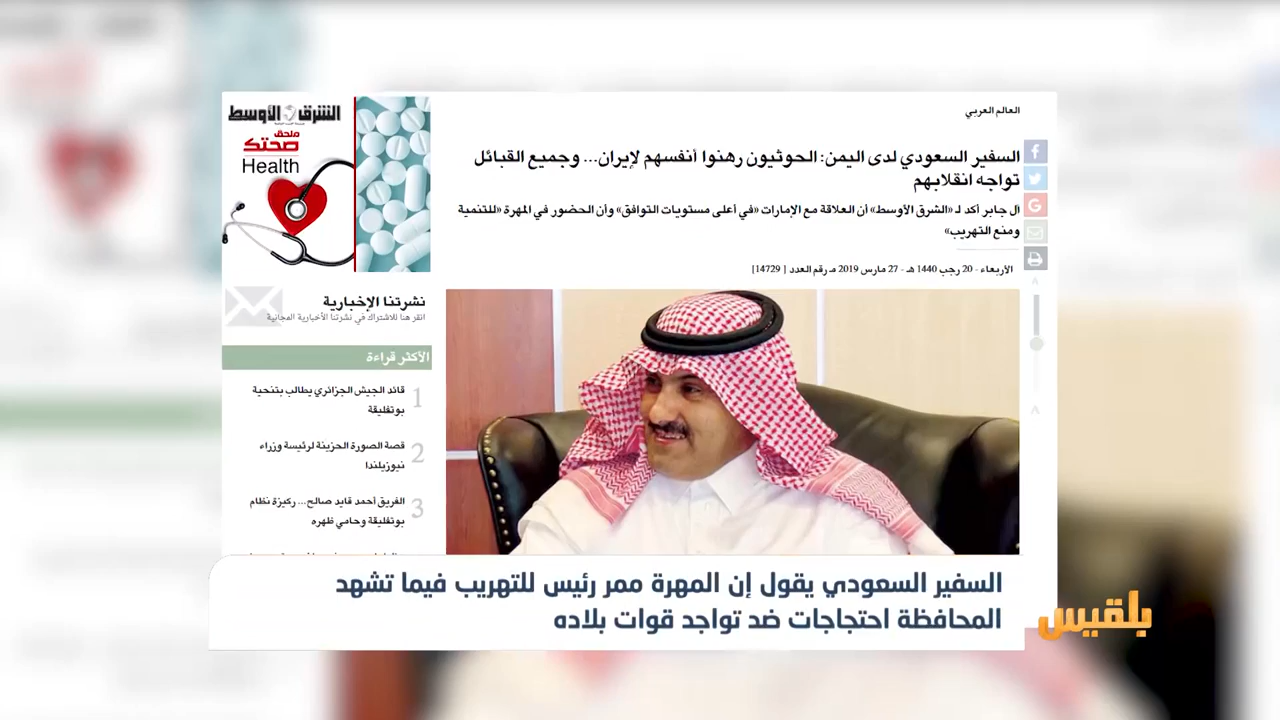 العالم العربي
السفير السعودي لدى اليمن: الحوثيون رهنوا أنفسهم لإيران... وجميع القبائل
تواجه انقلابهم
آل جابر أكد لـ «الشرق الأوسط» أن العلاقة مع الإمارات «في أعلى مستويات التوافق» وأن الحضور في المهرة «للتنمية
ومنع التهريب»
الأربعاء - 20 رجب 1440 هـ - 27 مارس 2019 مـ رقم العدد [ 14729]
الشرق الأوسط
ملحق
صحتك
Health
نشرتنا الإخبارية
انقر هنا للاشتراك في نشرتنا الأخبارية المجانية
الأكثر قراءة
1 قائد الجيش الجزائري يطالب بتنحية
بوتفليقة
2 قصة الصورة الحزينة لرئيسة وزراء
نيوزيلندا
3 الفريق أحمد قايد صالح... ركيزة نظام
بوتفليقة وحامي ظهره
السفير السعودي يقول إن المهرة ممر رئيس للتهريب فيما تشهد
المحافظة احتجاجات ضد تواجد قوات بلاده
بلقيس